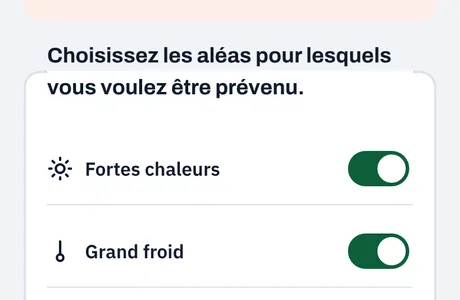 Choisissez les aléas pour lesquels
vous voulez être prévenu.
Fortes chaleurs
Grand froid